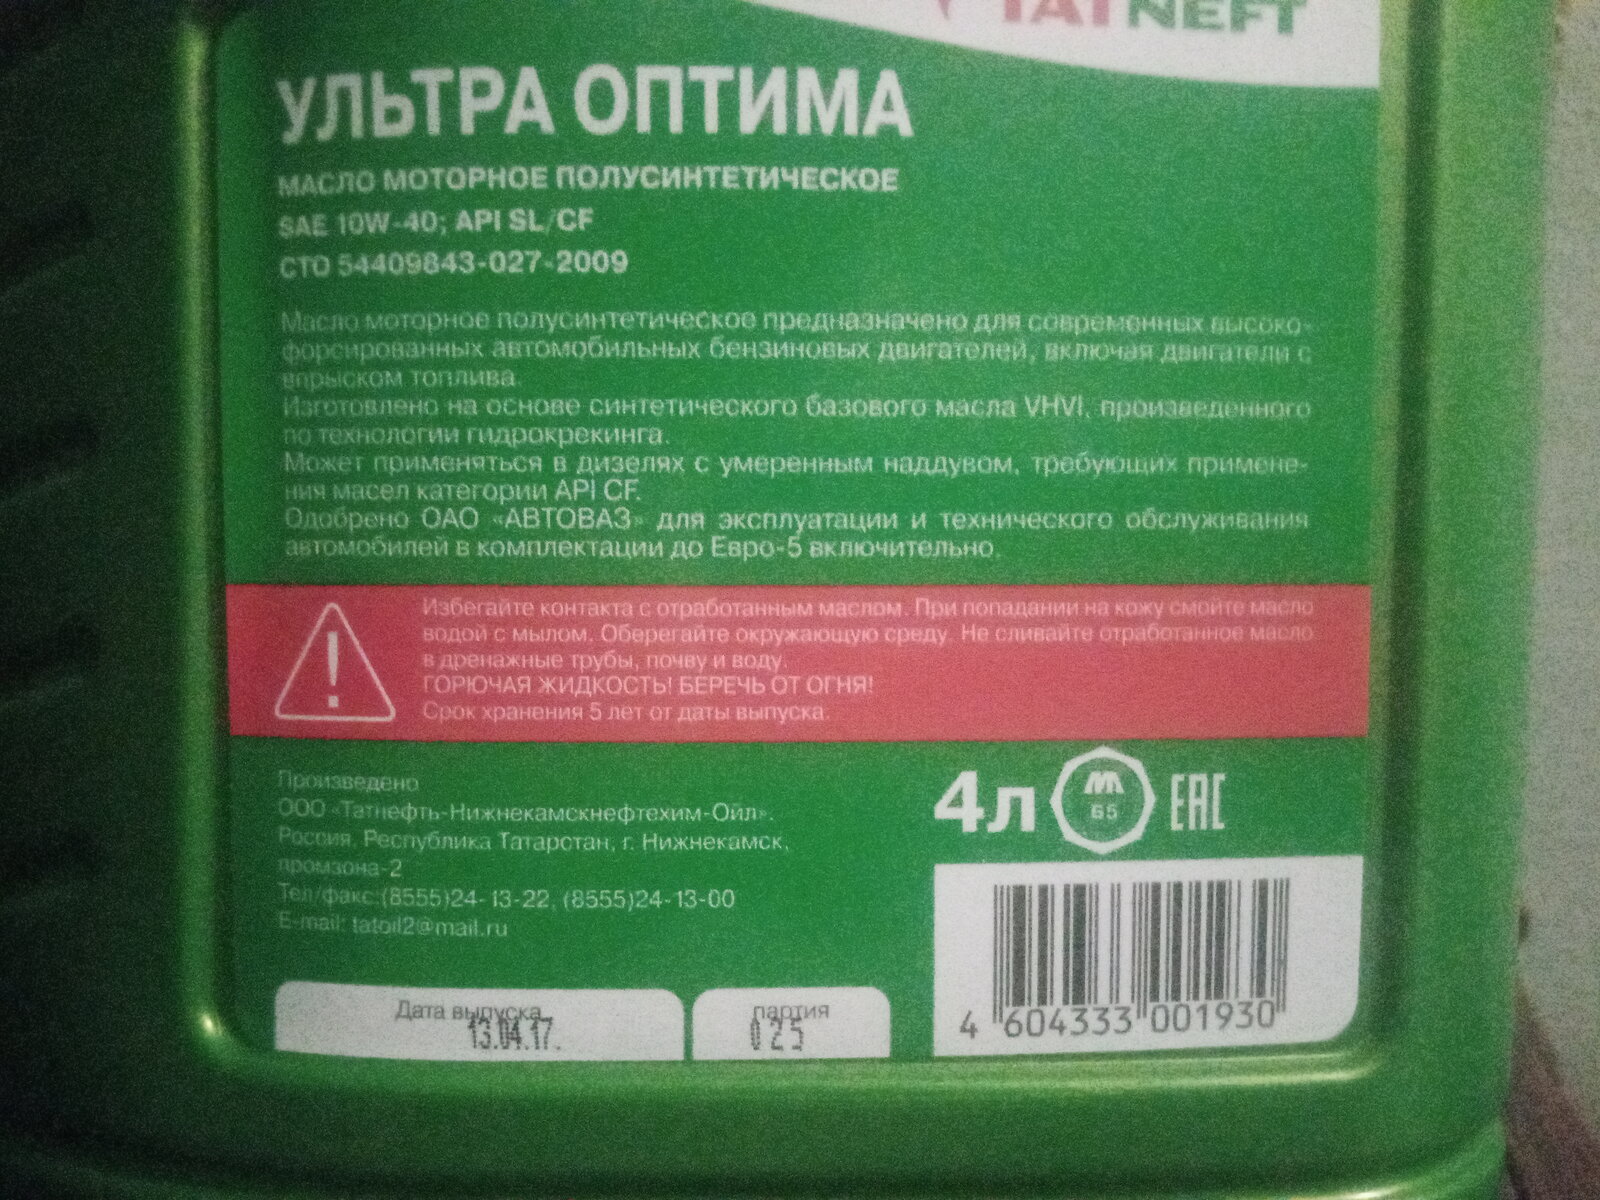 TATNEFT
УЛЬТРА ОПТИМА
МАСЛО МОТОРНОЕ ПОЛУСИНТЕТИЧЕСКОЕ
SAE 10W-40; API SL/CF
СТО 54409843-027-2009
Масло моторное полусинтетическое предназначено для современных высоко-
форсированных автомобильных бензиновых двигателей, включая двигатели с
впрыском топлива.
Изготовлено на основе синтетического базового масла VHVI, произведенного
по технологии гидрокрекинга.
Может применяться в дизелях с умеренным наддувом, требующих примене-
ния масел категории API CF.
Одобрено ОАО «АВТОВАЗ» для эксплуатации и технического обслуживания
автомобилей в комплектации до Евро-5 включительно.
Избегайте контакта с отработанным маслом. При попадании на кожу смойте масло
водой с мылом. Оберегайте окружающую среду. Не сливайте отработанное масло
в дренажные трубы, почву и воду.
ГОРЮЧАЯ ЖИДКОСТЬ! БЕРЕЧЬ ОТ ОГНЯ!
Срок хранения 5 лет от даты выпуска.
Произведено
ООО «Татнефть-Нижнекамскнефтехим-Ойл».
Россия, Республика Татарстан, г. Нижнекамск,
промзона-2
Тел/факс:(8555)24-13-22, (8555)24-13-00
E-mail: tatoil2@mail.ru
4л
65
EAC
Дата выпуска
13.04.17.
партия
025
4 604333 001930